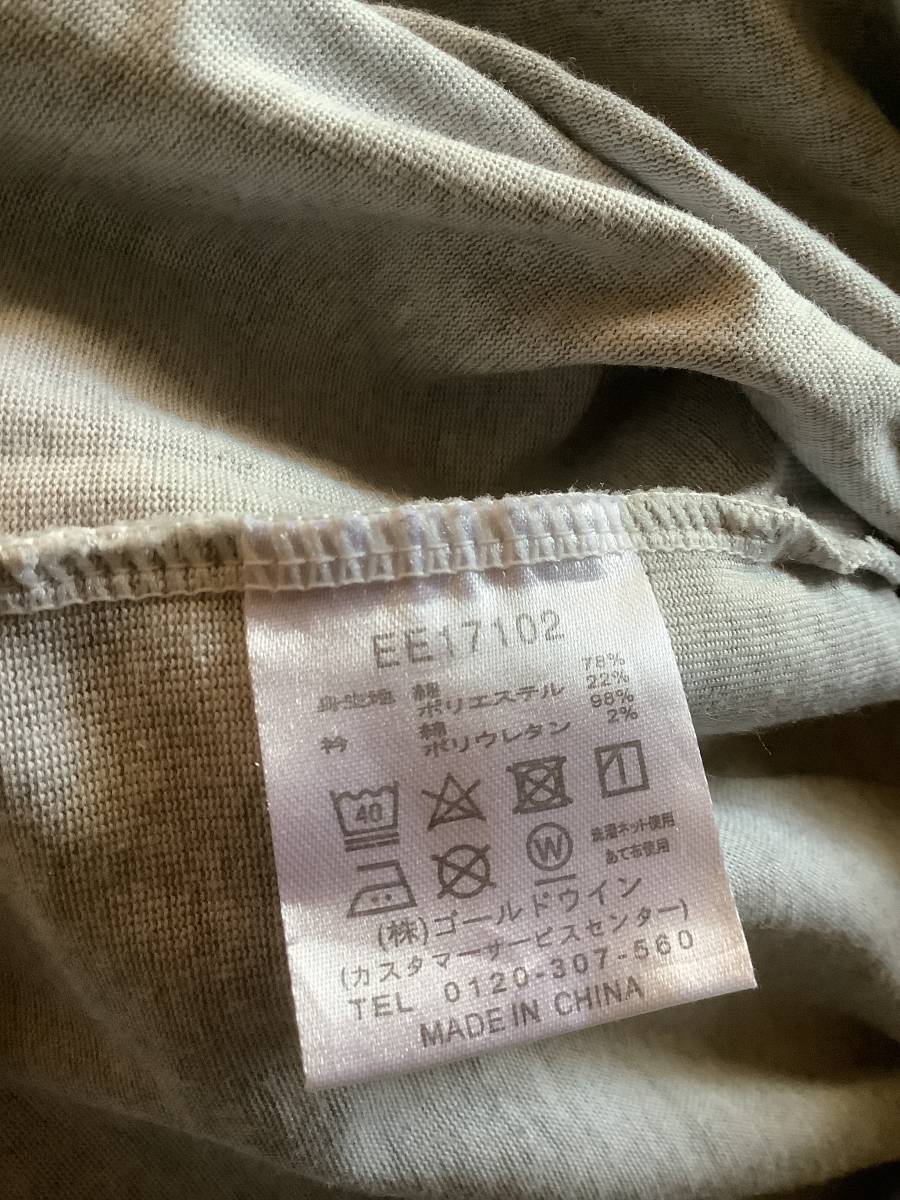 EE17102
身生地 綿 78%
ポリエステル 22%
衿 綿 98%
ポリウレタン 2%
40
W
洗濯ネット使用
あて布使用
(株)ゴールドウイン
(カスタマーサービスセンター)
TEL 0120-307-560
MADE IN CHINA